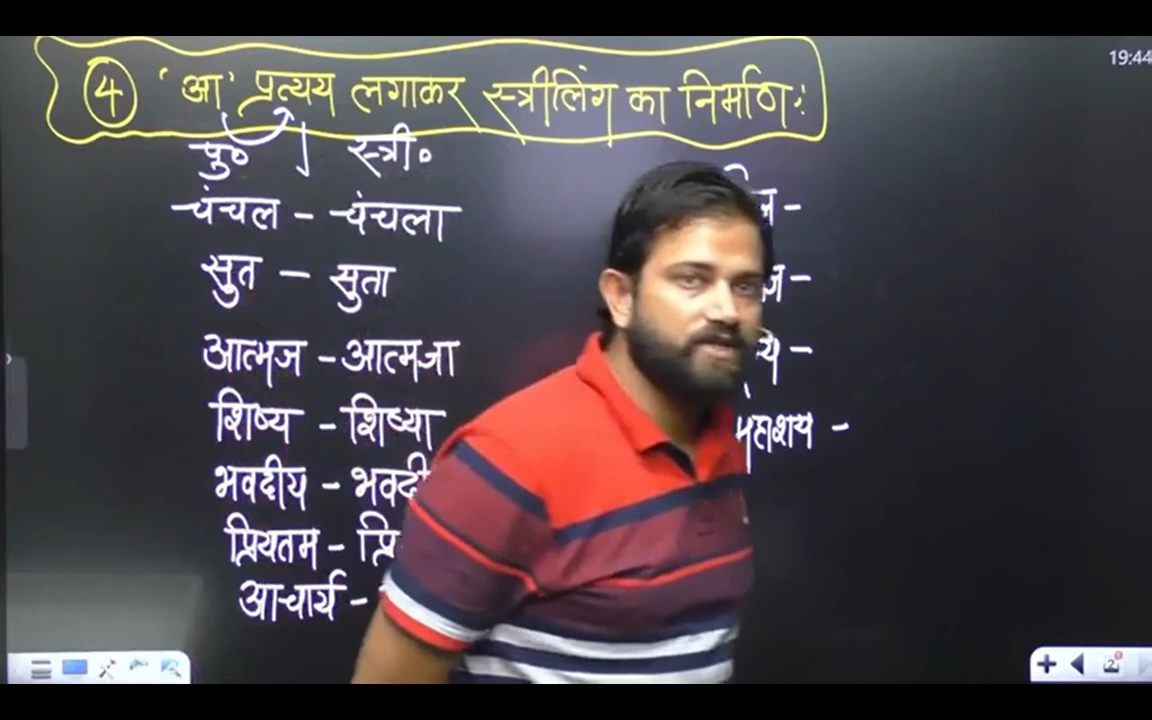 ④ 'आ' प्रत्यय लगाकर स्त्रीलिंग का निर्माण :
19:44
पु० | स्त्री०
चंचल - चंचला
सुत - सुता
आत्मज - आत्मजा
शिष्य - शिष्या
महाशय -
भवदीय -
प्रियतम -
आचार्य -